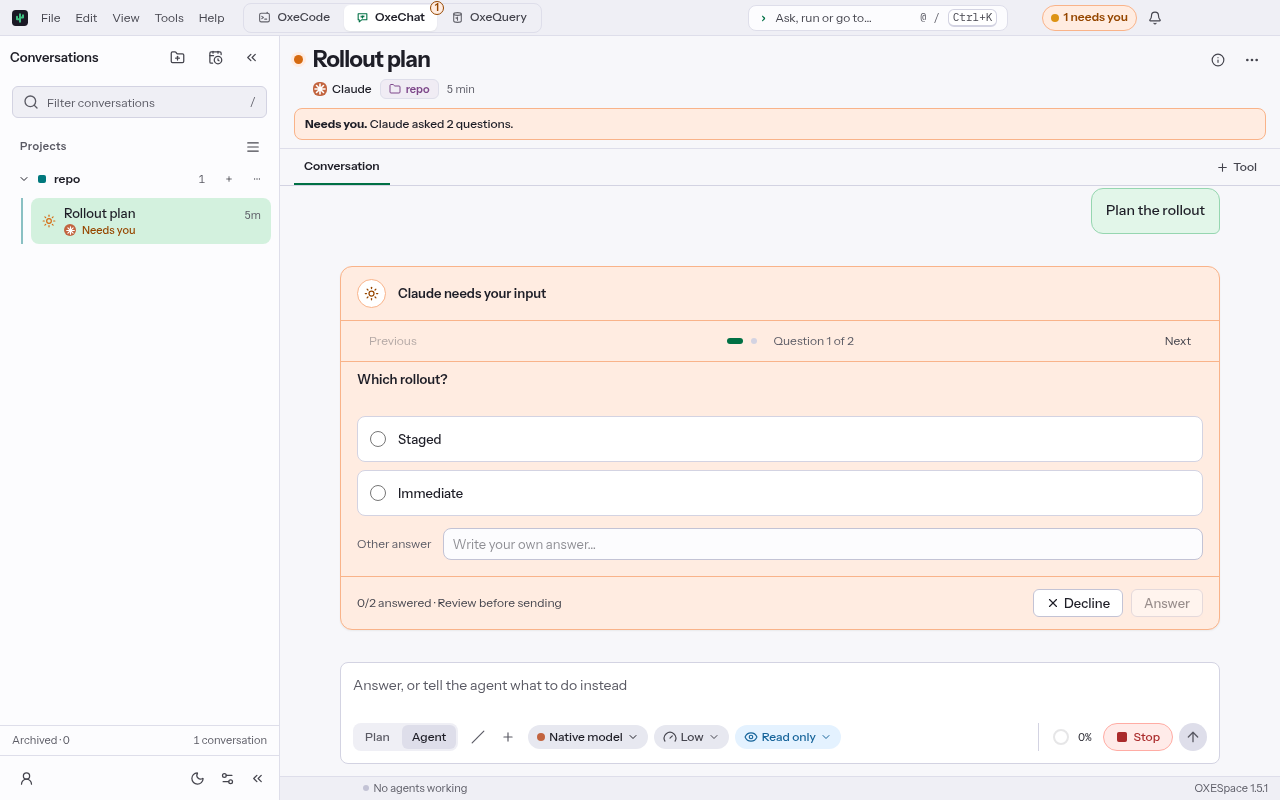 File Edit View Tools Help
OxeCode
OxeChat
1
OxeQuery
Ask, run or go to...
@ / Ctrl+K
1 needs you
Conversations
Filter conversations /
Projects
repo 1 + ...
Rollout plan 5m
Needs you
Archived · 0 1 conversation
Rollout plan
Claude repo 5 min
Needs you. Claude asked 2 questions.
Conversation
+ Tool
Plan the rollout
Claude needs your input
Previous Question 1 of 2 Next
Which rollout?
Staged
Immediate
Other answer Write your own answer...
0/2 answered · Review before sending Decline Answer
Answer, or tell the agent what to do instead
Plan Agent Native model Low Read only 0% Stop
No agents working OXESpace 1.5.1